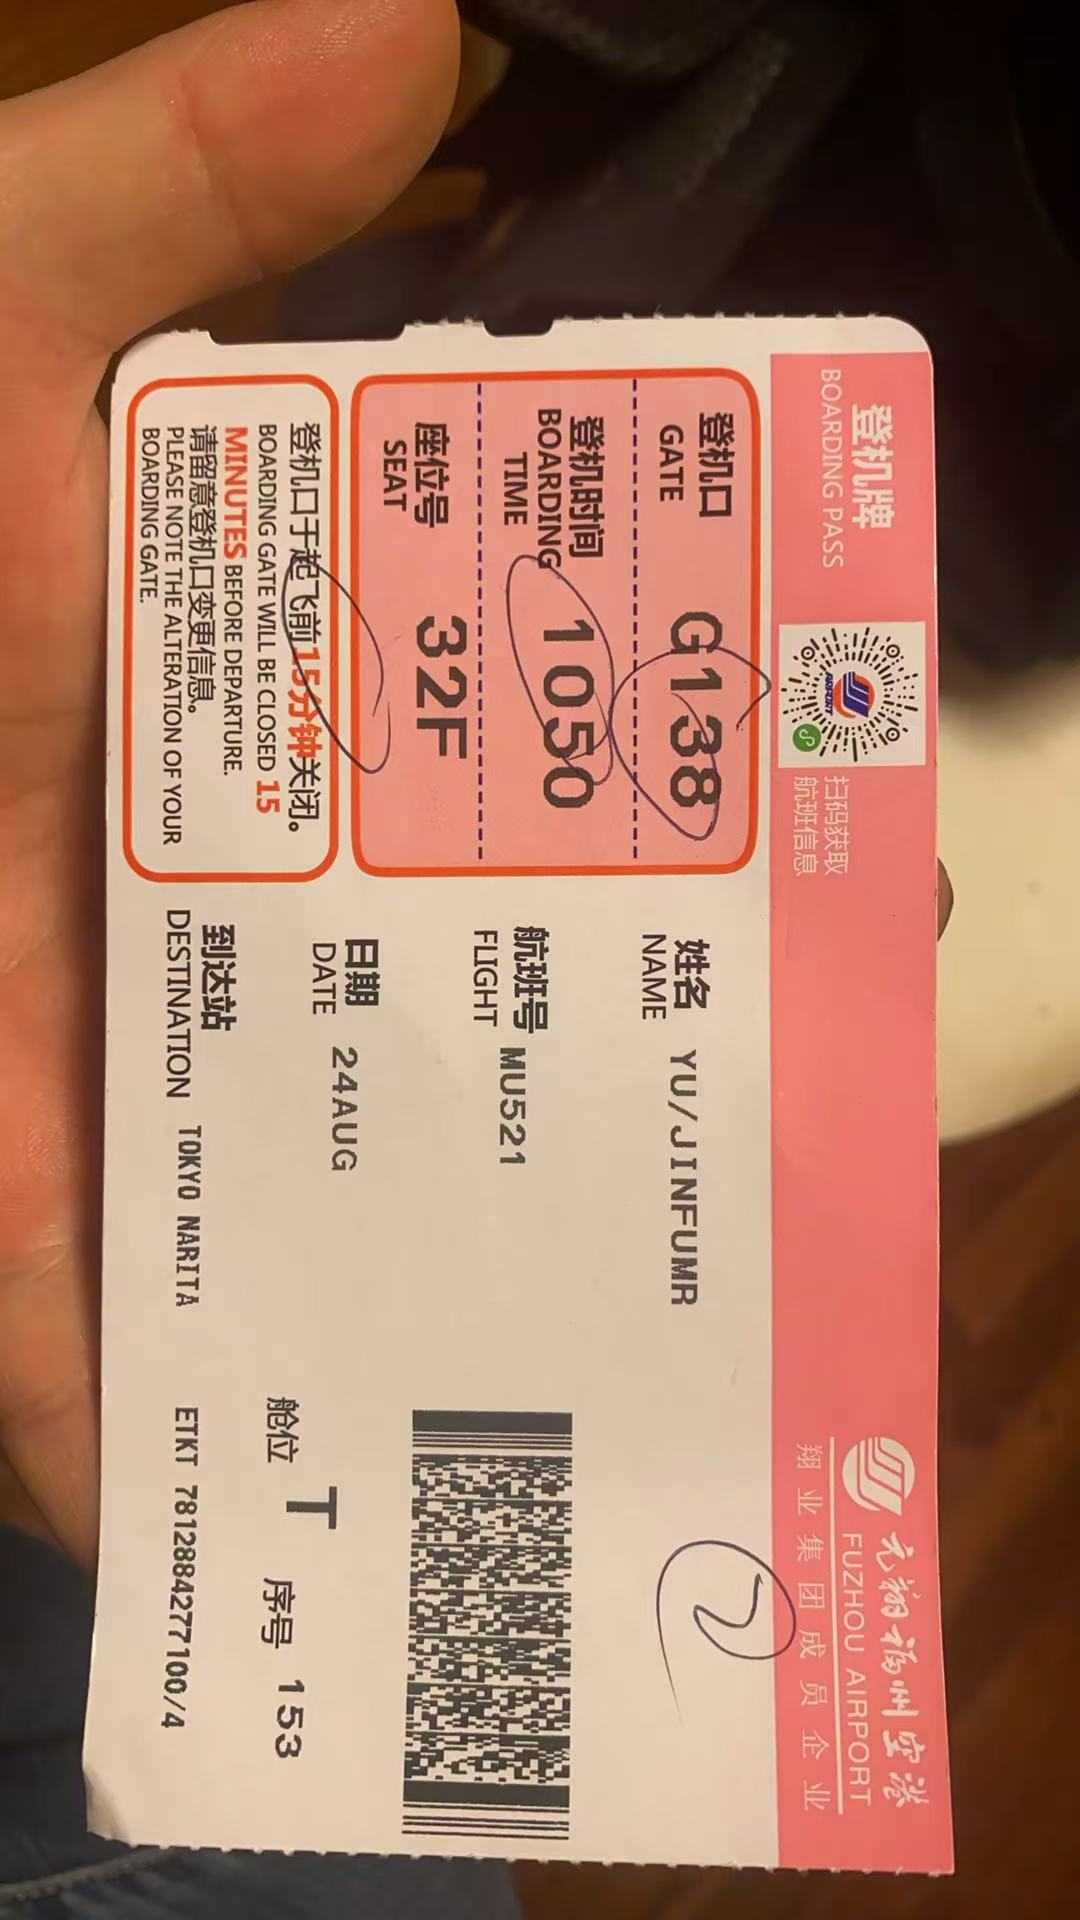 登机牌
BOARDING PASS
扫码获取
航班信息
元翔福州空港
FUZHOU AIRPORT
翔业集团成员企业
登机口
GATE
G138
登机时间
BOARDING
TIME
1050
座位号
SEAT
32F
登机口于起飞前15分钟关闭。
BOARDING GATE WILL BE CLOSED 15
MINUTES BEFORE DEPARTURE.
请留意登机口变更信息。
PLEASE NOTE THE ALTERATION OF YOUR
BOARDING GATE.
姓名
NAME
YU/JINFUMR
航班号
FLIGHT
MU521
日期
DATE
24AUG
到达站
DESTINATION
TOKYO NARITA
舱位 T 序号 153
ETKT 7812884277100/4